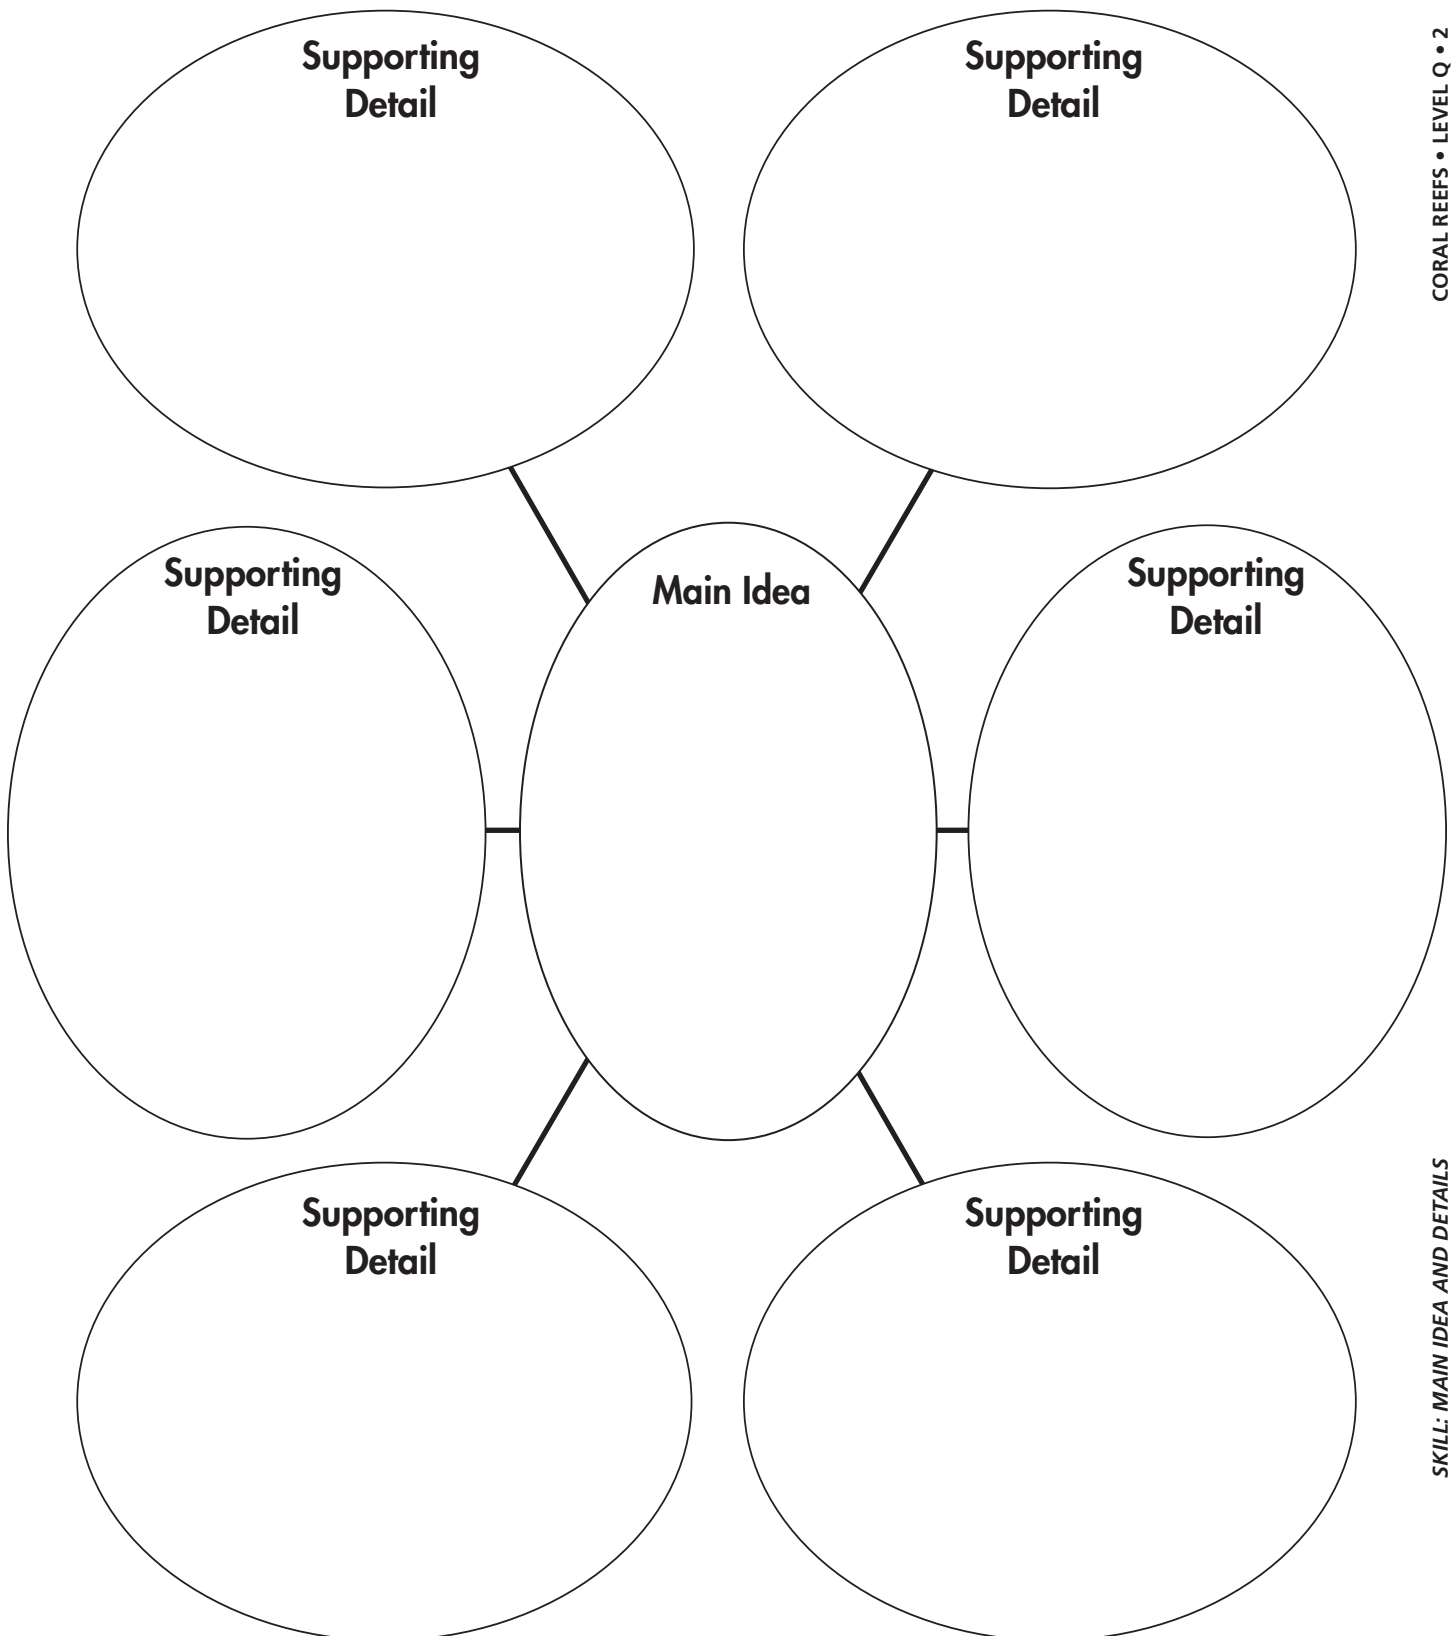 Supporting
Detail
Supporting
Detail
Supporting
Detail
Main Idea
Supporting
Detail
Supporting
Detail
Supporting
Detail
CORAL REEFS • LEVEL Q • 2
SKILL: MAIN IDEA AND DETAILS